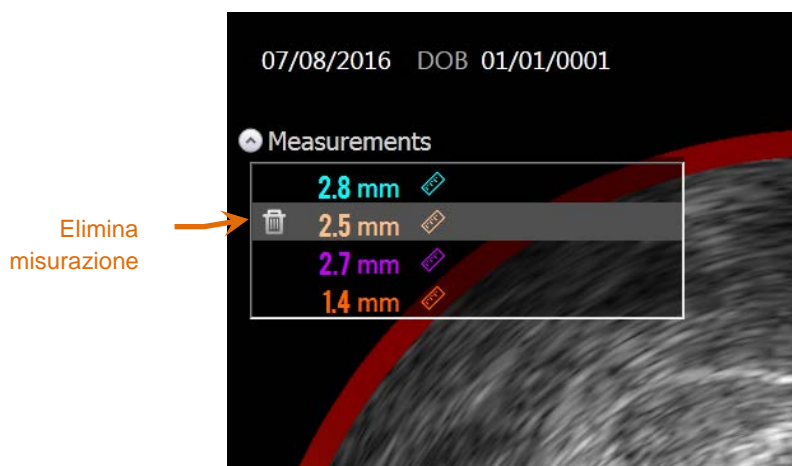 07/08/2016 DOB 01/01/0001
Measurements
2.8 mm
Elimina
misurazione
2.5 mm
2.7 mm
1.4 mm